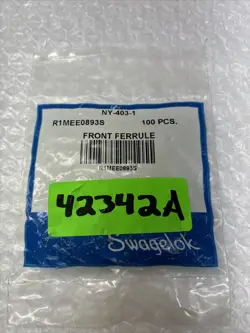 NY-403-1
R1MEE0893S 100 PCS.
FRONT FERRULE
R1MEE0893S
42342A
Swagelok